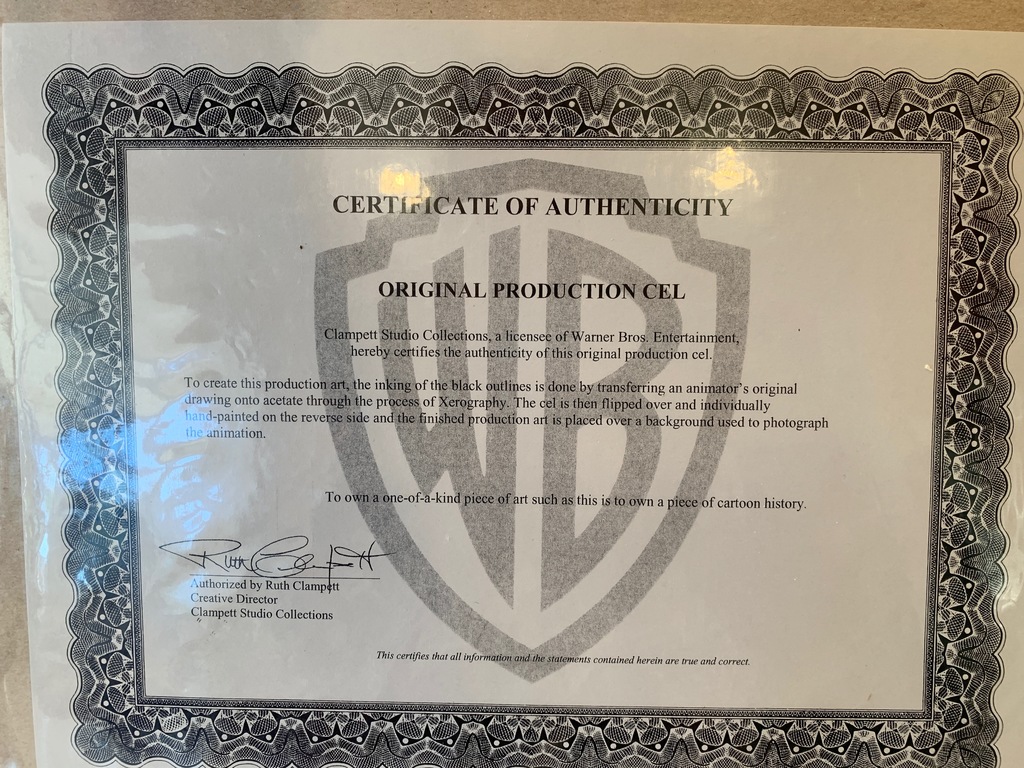 CERTIFICATE OF AUTHENTICITY
ORIGINAL PRODUCTION CEL
Clampett Studio Collections, a licensee of Warner Bros. Entertainment,
hereby certifies the authenticity of this original production cel.
To create this production art, the inking of the black outlines is done by transferring an animator's original
drawing onto acetate through the process of Xerography. The cel is then flipped over and individually
hand-painted on the reverse side and the finished production art is placed over a background used to photograph
the animation.
To own a one-of-a-kind piece of art such as this is to own a piece of cartoon history.
Ruth Clampett
Authorized by Ruth Clampett
Creative Director
Clampett Studio Collections
This certifies that all information and the statements contained herein are true and correct.
WB